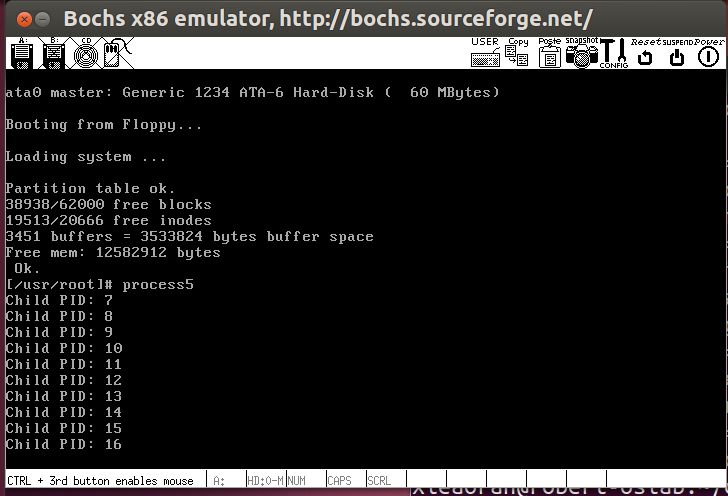 Bochs x86 emulator, http://bochs.sourceforge.net/
A: B: CD USER Copy Paste snapshot CONFIG Reset SUSPEND Power
ata0 master: Generic 1234 ATA-6 Hard-Disk (  60 MBytes)
Booting from Floppy...
Loading system ...
Partition table ok.
38938/62000 free blocks
19513/20666 free inodes
3451 buffers = 3533824 bytes buffer space
Free mem: 12582912 bytes
 Ok.
[/usr/root]# process5
Child PID: 7
Child PID: 8
Child PID: 9
Child PID: 10
Child PID: 11
Child PID: 12
Child PID: 13
Child PID: 14
Child PID: 15
Child PID: 16
CTRL + 3rd button enables mouse A: HD:0-M NUM CAPS SCRL